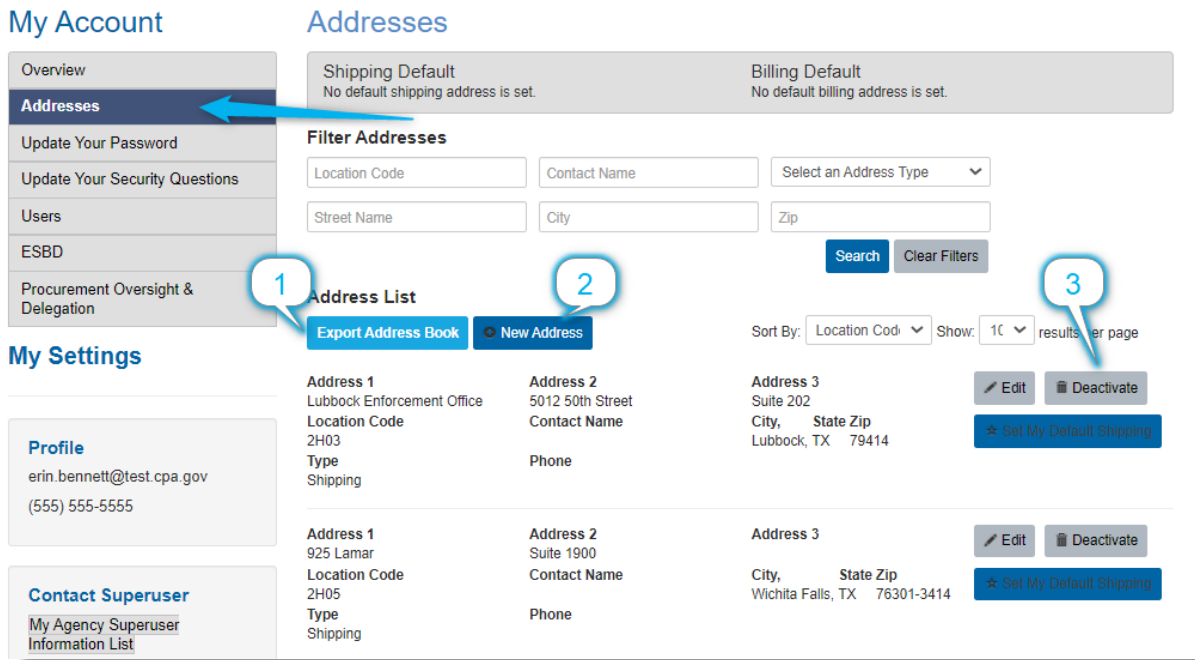 My Account
Overview
Addresses
Update Your Password
Update Your Security Questions
Users
ESBD
Procurement Oversight &
Delegation
My Settings
Profile
erin.bennett@test.cpa.gov
(555) 555-5555
Contact Superuser
My Agency Superuser
Information List
Addresses
Shipping Default
No default shipping address is set.
Billing Default
No default billing address is set.
Filter Addresses
Location Code
Contact Name
Select an Address Type
Street Name
City
Zip
Search
Clear Filters
1
2
3
Address List
Export Address Book
New Address
Sort By:
Location Code
Show:
10
results per page
Address 1
Lubbock Enforcement Office
Address 2
5012 50th Street
Address 3
Suite 202
Edit
Deactivate
Location Code
2H03
Contact Name
City, State Zip
Lubbock, TX 79414
Set My Default Shipping
Type
Shipping
Phone
Address 1
925 Lamar
Address 2
Suite 1900
Address 3
Edit
Deactivate
Location Code
2H05
Contact Name
City, State Zip
Wichita Falls, TX 76301-3414
Set My Default Shipping
Type
Shipping
Phone